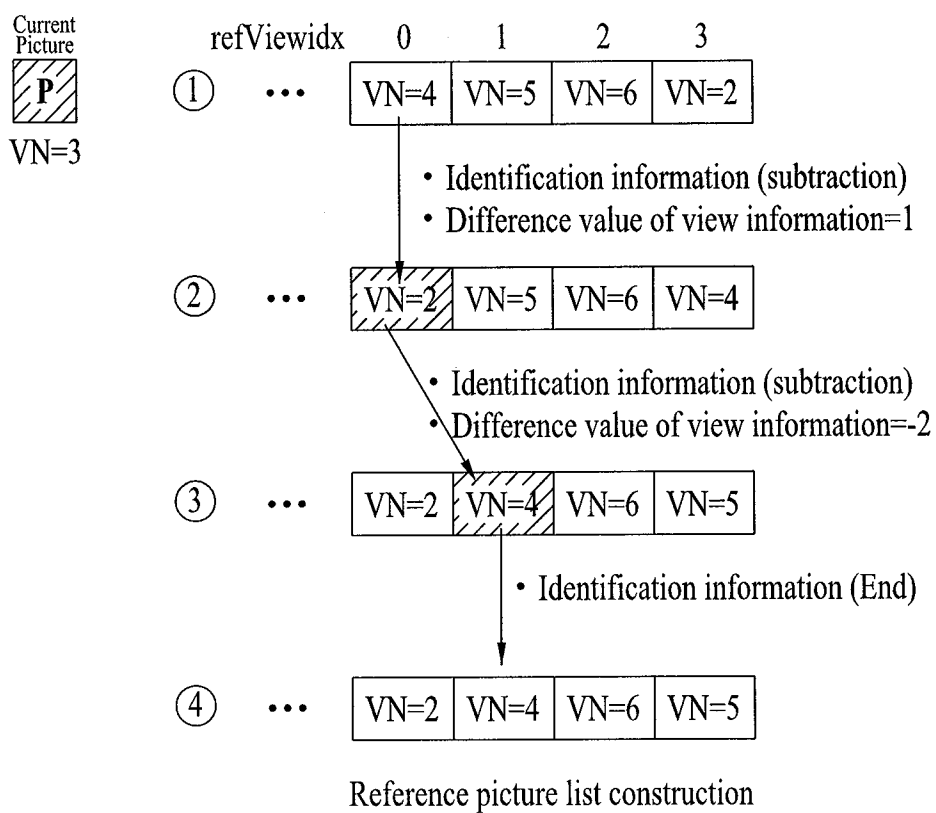 Current
Picture
P
VN=3
refViewidx 0 1 2 3
① ••• VN=4 VN=5 VN=6 VN=2
• Identification information (subtraction)
• Difference value of view information=1
② ••• VN=2 VN=5 VN=6 VN=4
• Identification information (subtraction)
• Difference value of view information=-2
③ ••• VN=2 VN=4 VN=6 VN=5
• Identification information (End)
④ ••• VN=2 VN=4 VN=6 VN=5
Reference picture list construction